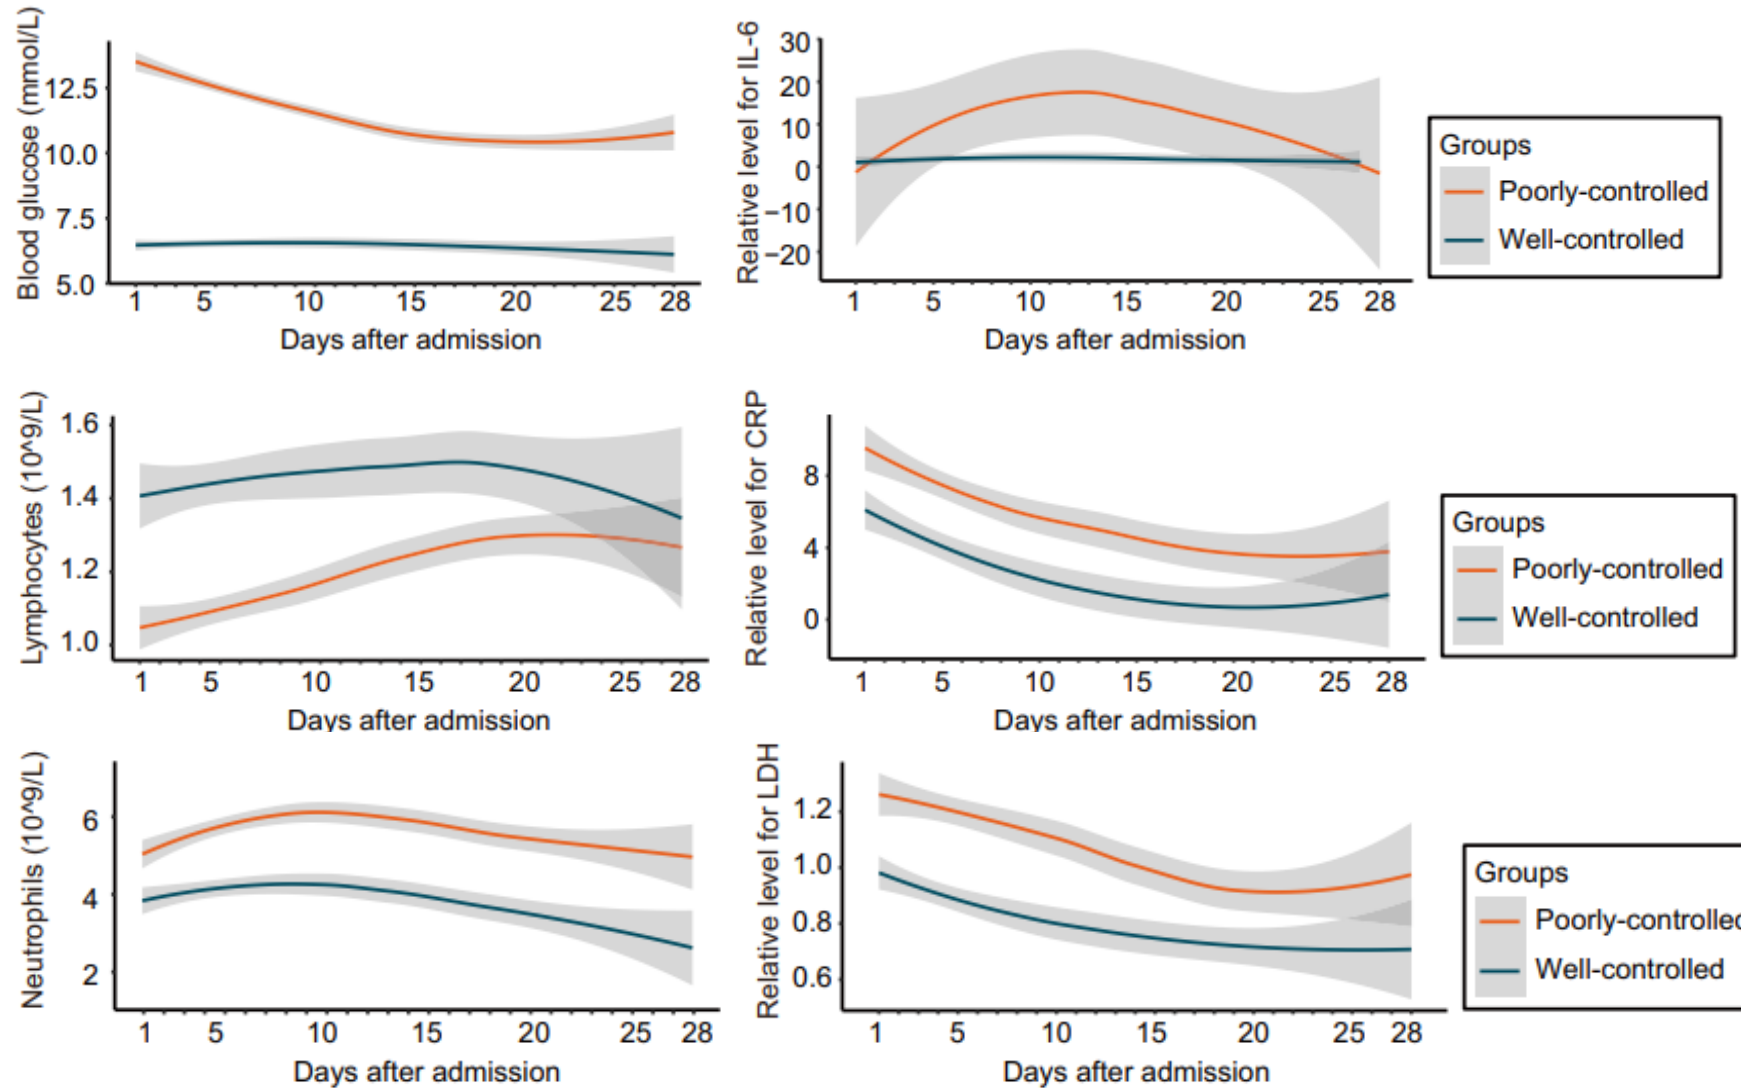 Blood glucose (mmol/L)
12.5
10.0
7.5
5.0
1 5 10 15 20 25 28
Days after admission
Relative level for IL-6
30
20
10
0
−10
−20
1 5 10 15 20 25 28
Days after admission
Groups
Poorly-controlled
Well-controlled
Lymphocytes (10^9/L)
1.6
1.4
1.2
1.0
1 5 10 15 20 25 28
Days after admission
Relative level for CRP
8
4
0
1 5 10 15 20 25 28
Days after admission
Groups
Poorly-controlled
Well-controlled
Neutrophils (10^9/L)
6
4
2
1 5 10 15 20 25 28
Days after admission
Relative level for LDH
1.2
1.0
0.8
0.6
1 5 10 15 20 25 28
Days after admission
Groups
Poorly-controlled
Well-controlled